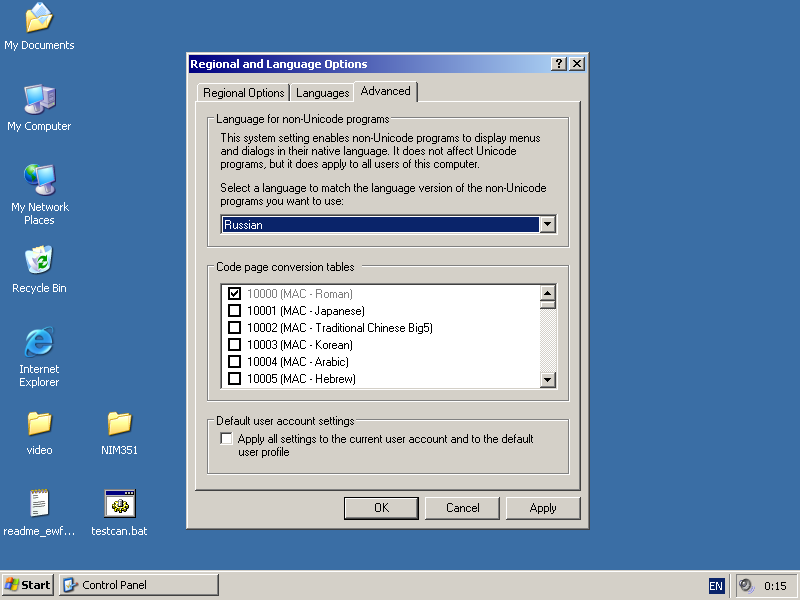 My Documents
My Computer
My Network
Places
Recycle Bin
Internet
Explorer
video
NIM351
readme_ewf...
testcan.bat
Regional and Language Options
Regional Options
Languages
Advanced
Language for non-Unicode programs
This system setting enables non-Unicode programs to display menus
and dialogs in their native language. It does not affect Unicode
programs, but it does apply to all users of this computer.
Select a language to match the language version of the non-Unicode
programs you want to use:
Russian
Code page conversion tables
10000 (MAC - Roman)
10001 (MAC - Japanese)
10002 (MAC - Traditional Chinese Big5)
10003 (MAC - Korean)
10004 (MAC - Arabic)
10005 (MAC - Hebrew)
Default user account settings
Apply all settings to the current user account and to the default
user profile
OK
Cancel
Apply
Start
Control Panel
EN
0:15